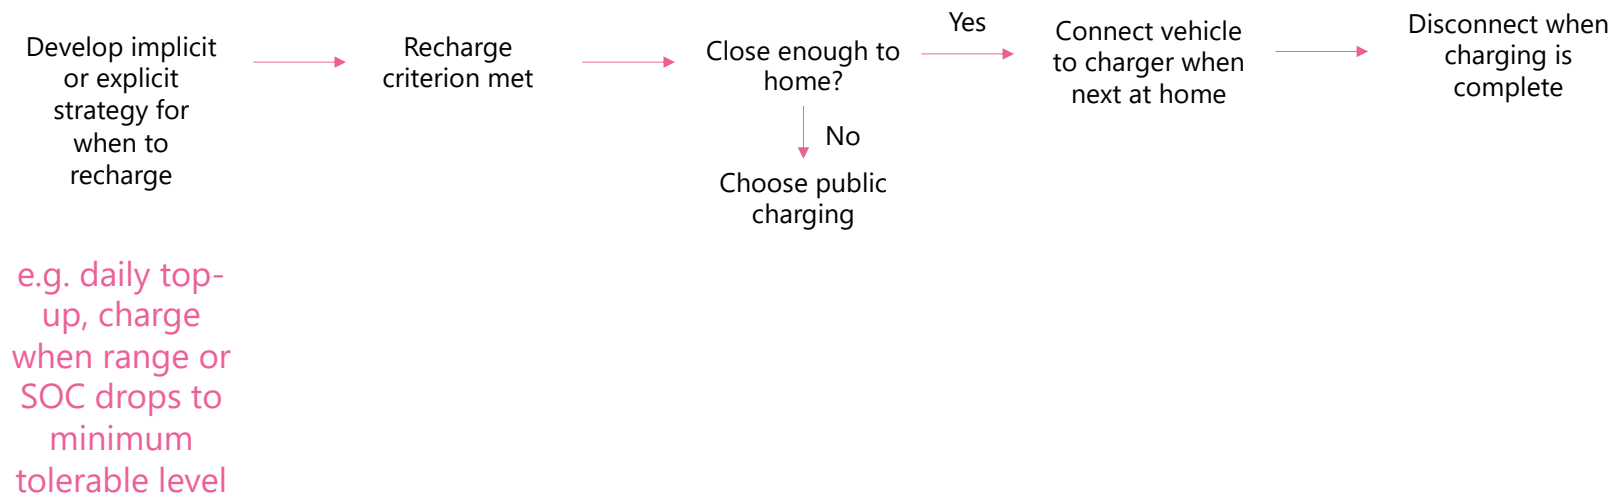 Develop implicit
or explicit
strategy for
when to
recharge
Recharge
criterion met
Close enough to
home?
Yes
No
Choose public
charging
Connect vehicle
to charger when
next at home
Disconnect when
charging is
complete
e.g. daily top-
up, charge
when range or
SOC drops to
minimum
tolerable level